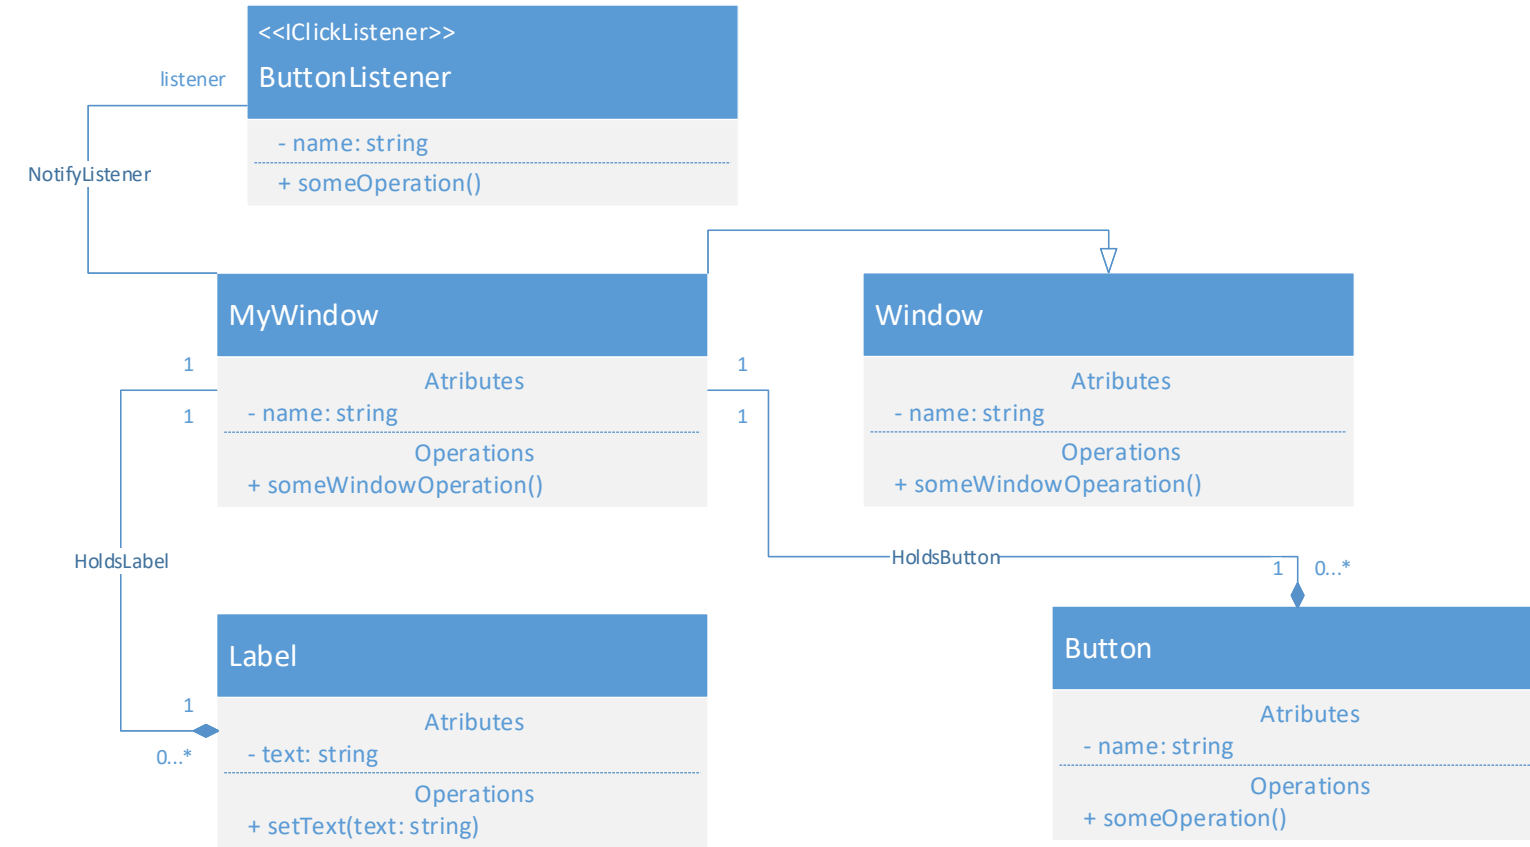 <<IClickListener>>
ButtonListener
listener
- name: string
+ someOperation()
NotifyListener
MyWindow
Atributes
- name: string
Operations
+ someWindowOperation()
1
1
1
1
Window
Atributes
- name: string
Operations
+ someWindowOpearation()
HoldsLabel
HoldsButton
1
0...*
Label
Atributes
- text: string
Operations
+ setText(text: string)
1
0...*
Button
Atributes
- name: string
Operations
+ someOperation()